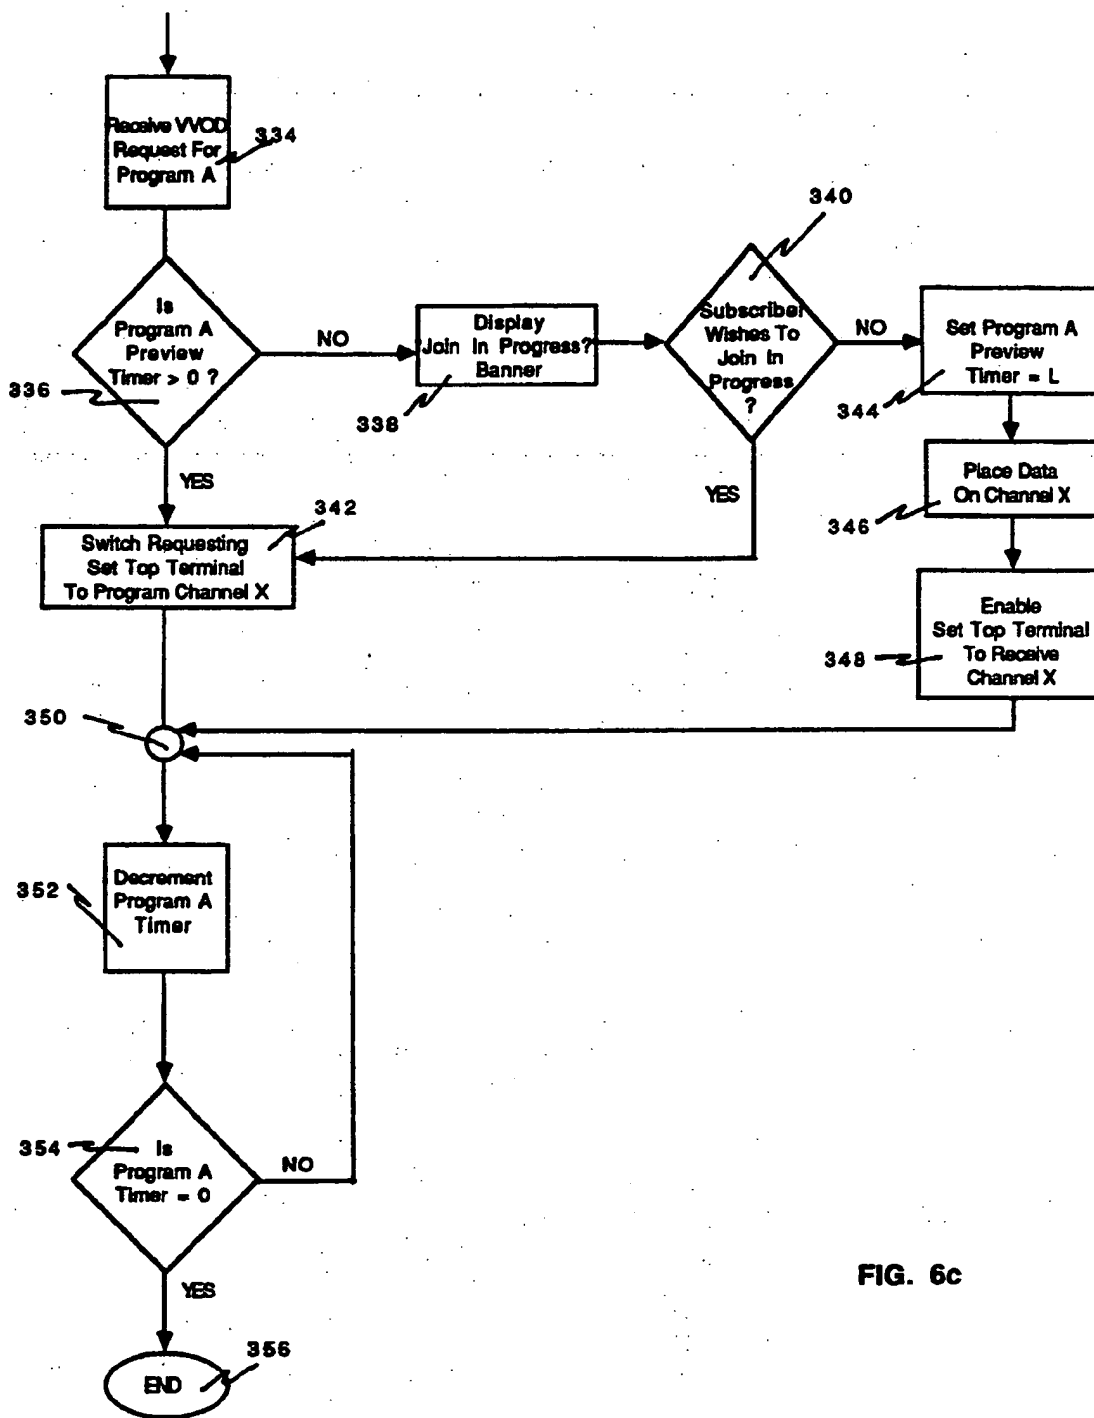 Receive VVOD
Request For
Program A
334
Is
Program A
Preview
Timer > 0 ?
336
NO
YES
Display
Join In Progress?
Banner
338
340
Subscriber
Wishes To
Join In
Progress
?
NO
YES
Set Program A
Preview
Timer = L
344
Place Data
On Channel X
346
Enable
Set Top Terminal
To Receive
Channel X
348
342
Switch Requesting
Set Top Terminal
To Program Channel X
350
352
Decrement
Program A
Timer
354
Is
Program A
Timer = 0
NO
YES
END
356
FIG. 6c